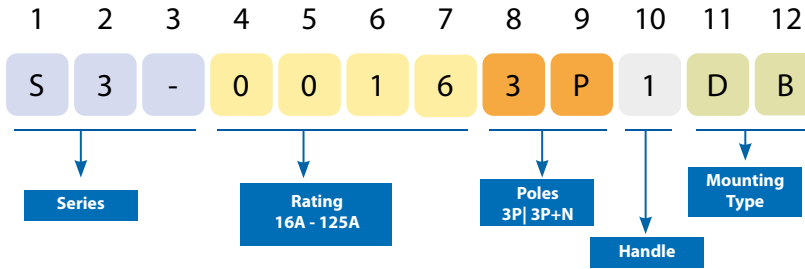 1 2 3 4 5 6 7 8 9 10 11 12
S 3 - 0 0 1 6 3 P 1 D B
Series
Rating
16A - 125A
Poles
3P| 3P+N
Handle
Mounting
Type